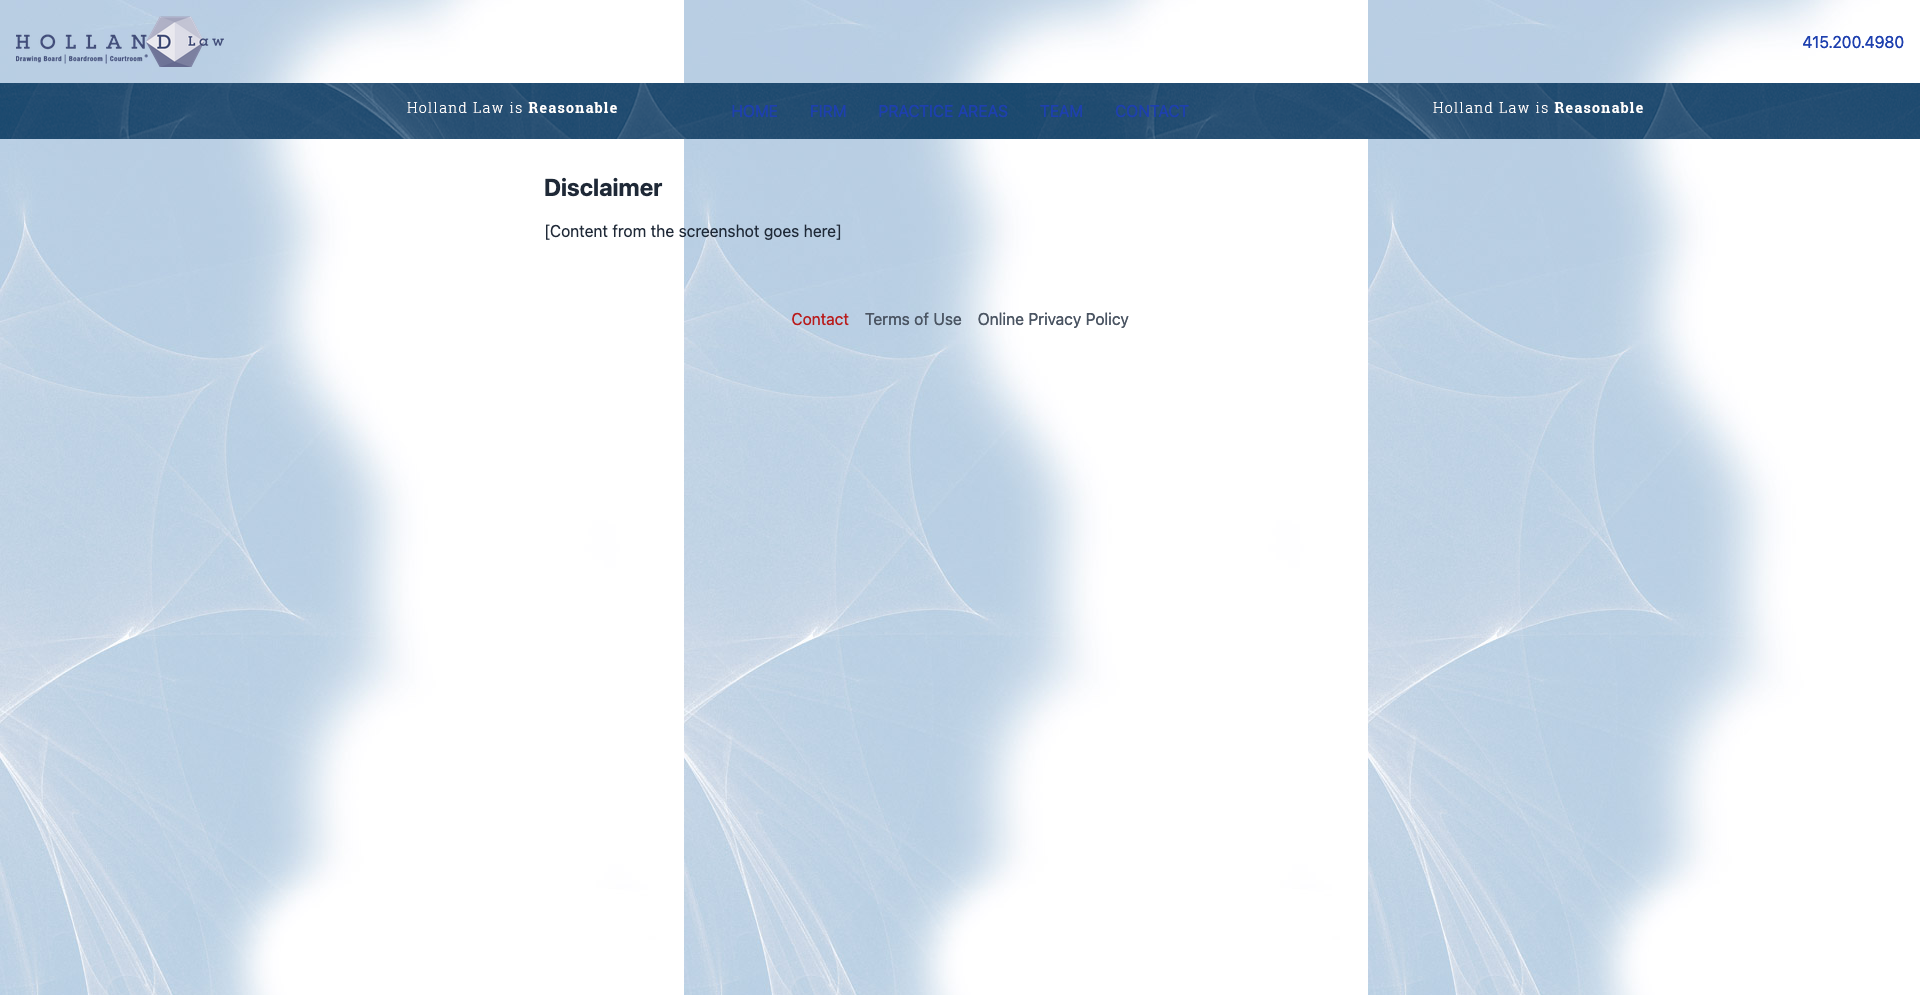 HOLLAND Law
Drawing Board | Boardroom | Courtroom
415.200.4980
Holland Law is Reasonable
HOME FIRM PRACTICE AREAS TEAM CONTACT
Holland Law is Reasonable
Disclaimer
[Content from the screenshot goes here]
Contact Terms of Use Online Privacy Policy